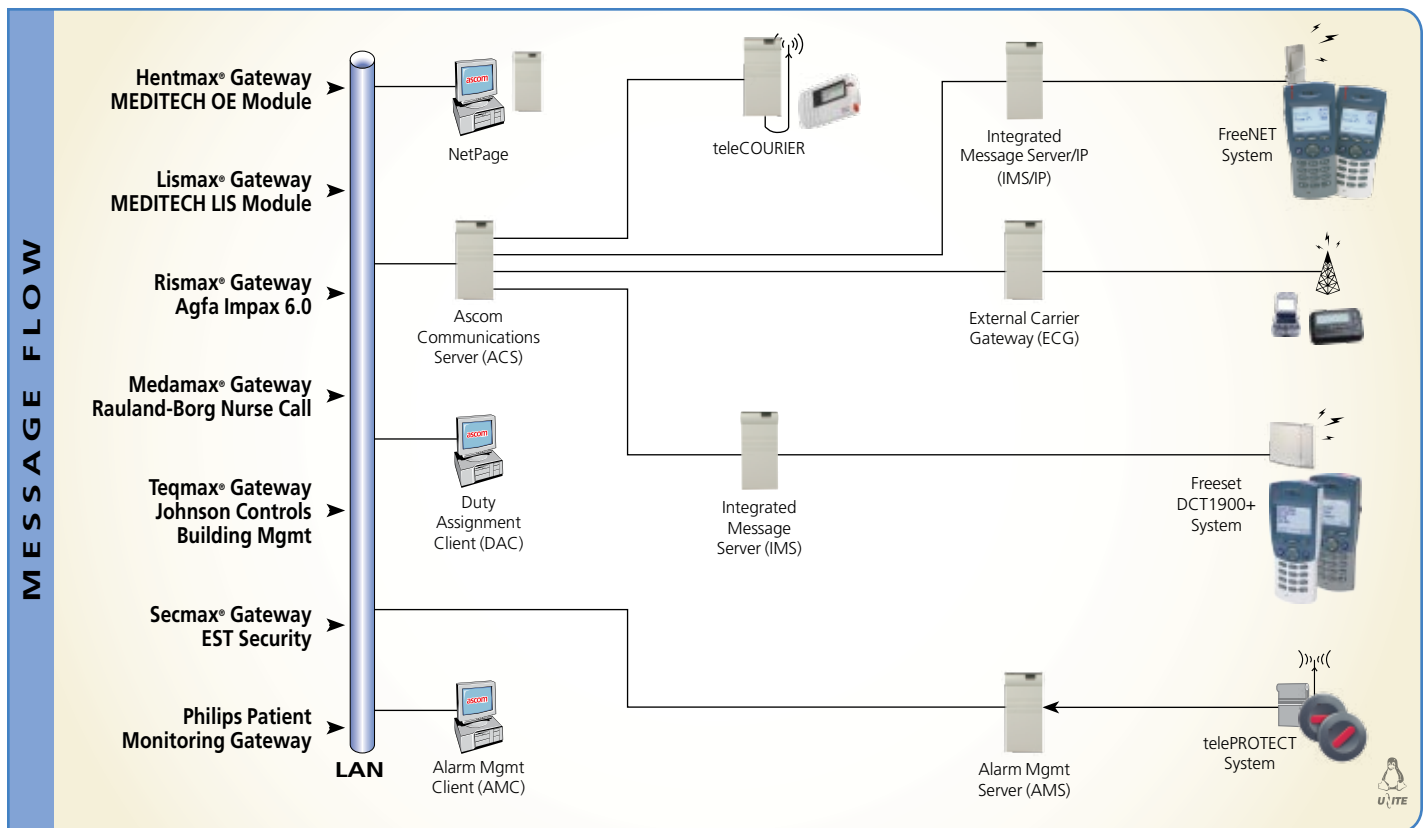 MESSAGE FLOW
Hentmax® Gateway
MEDITECH OE Module
Lismax® Gateway
MEDITECH LIS Module
Rismax® Gateway
Agfa Impax 6.0
Medamax® Gateway
Rauland-Borg Nurse Call
Teqmax® Gateway
Johnson Controls
Building Mgmt
Secmax® Gateway
EST Security
Philips Patient
Monitoring Gateway
LAN
ascom
NetPage
Ascom
Communications
Server (ACS)
ascom
Duty
Assignment
Client (DAC)
ascom
Alarm Mgmt
Client (AMC)
teleCOURIER
Integrated
Message Server/IP
(IMS/IP)
FreeNET
System
External Carrier
Gateway (ECG)
Integrated
Message
Server (IMS)
Freeset
DCT1900+
System
Alarm Mgmt
Server (AMS)
telePROTECT
System
UNITE